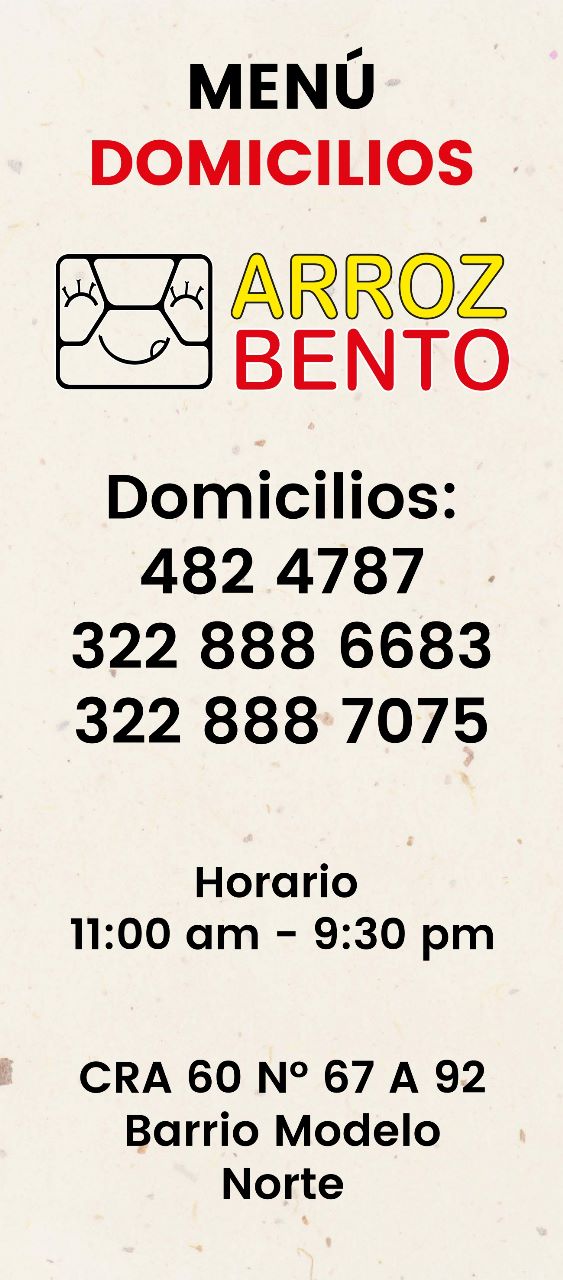 MENÚ
DOMICILIOS
ARROZ
BENTO
Domicilios:
482 4787
322 888 6683
322 888 7075
Horario
11:00 am - 9:30 pm
CRA 60 Nº 67 A 92
Barrio Modelo
Norte